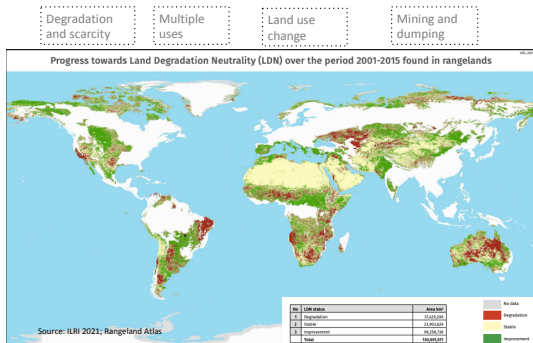 Degradation
and scarcity
Multiple
uses
Land use
change
Mining and
dumping
Progress towards Land Degradation Neutrality (LDN) over the period 2001-2015 found in rangelands
No LDN status Area km²
1 Degradation
2 Stable
3 Improvement
Total
No data
Degradation
Stable
Improvement
Source: ILRI 2021; Rangeland Atlas